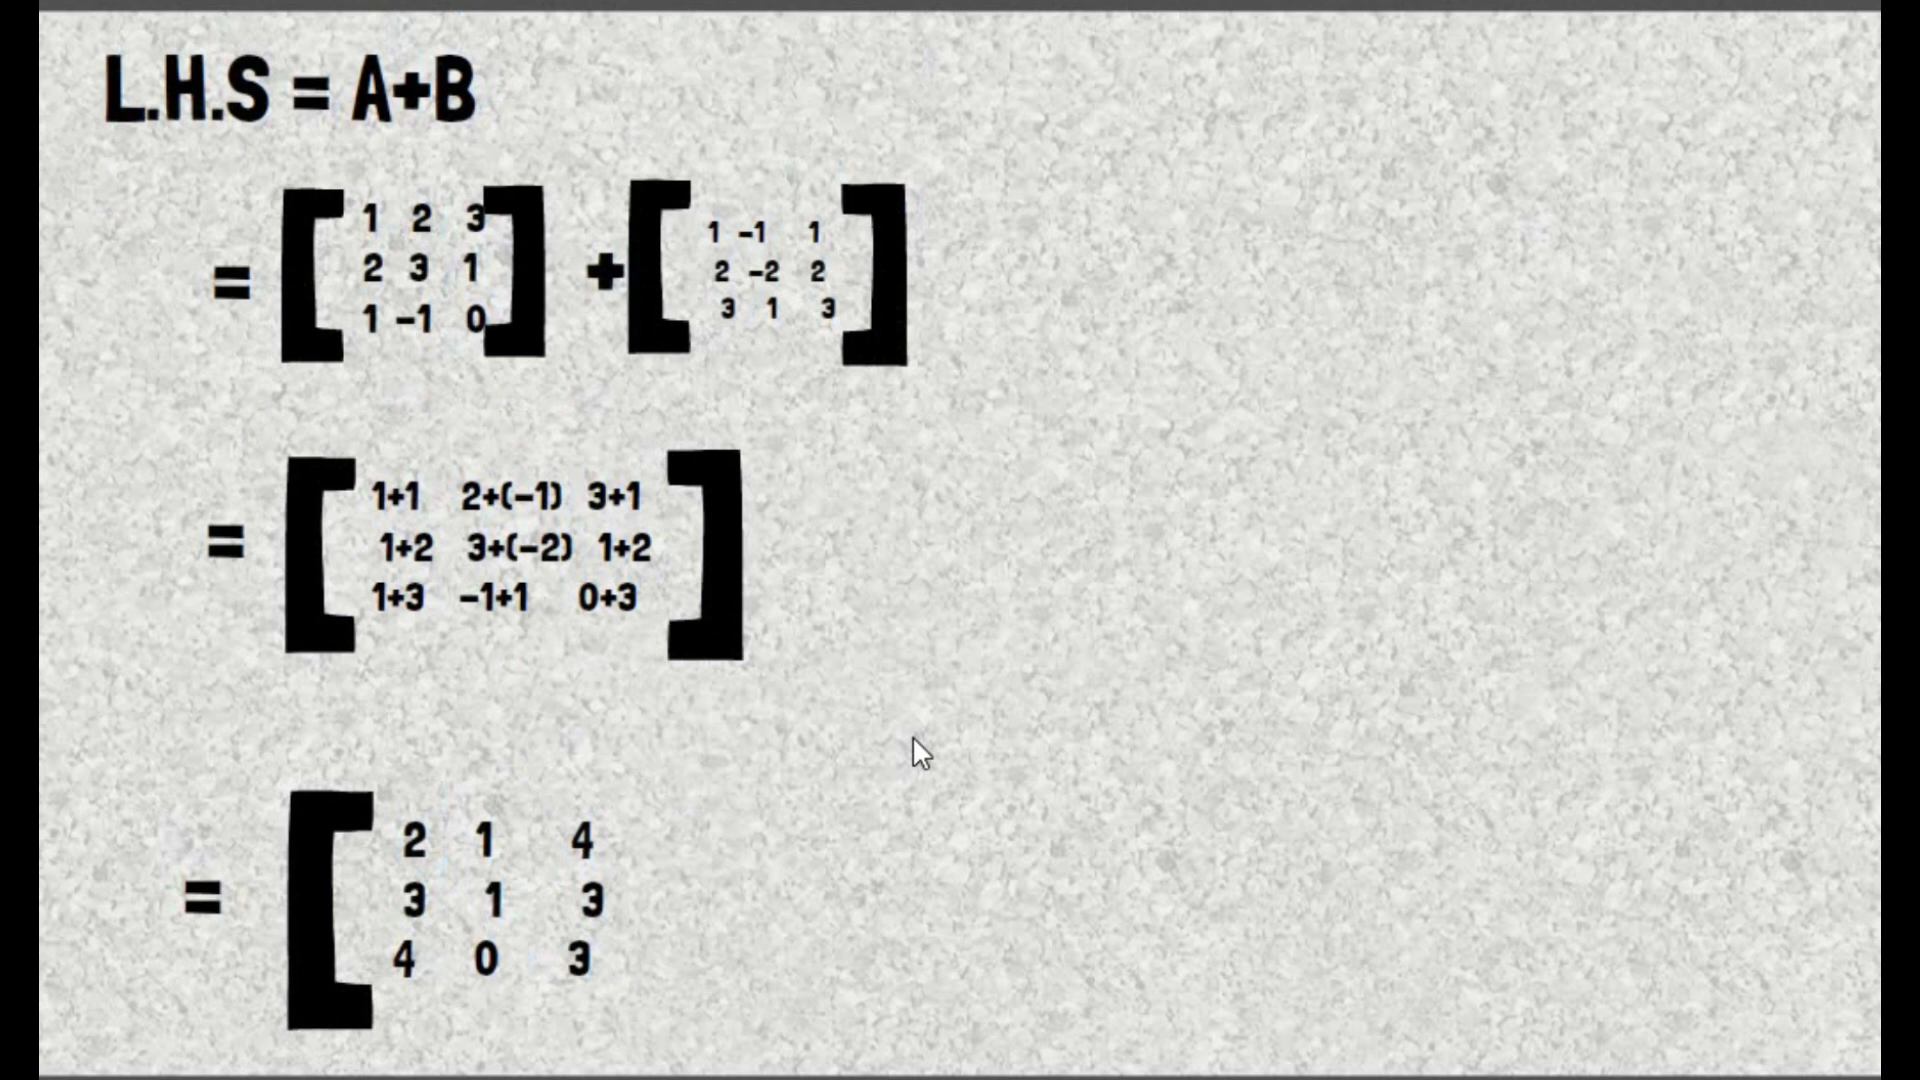 L.H.S = A+B
= [ 1 2 3 ] + [ 1 -1 1 ]
2 3 1 2 -2 2
1 -1 0 3 1 3
= [ 1+1 2+(-1) 3+1 ]
1+2 3+(-2) 1+2
1+3 -1+1 0+3
= [ 2 1 4
3 1 3
4 0 3